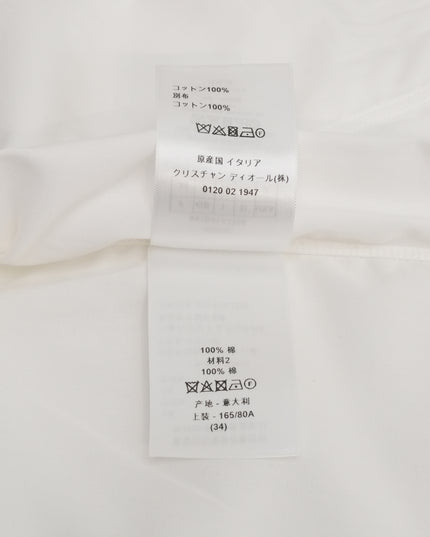 コットン100%
別布
コットン100%
原産国 イタリア
クリスチャン ディオール(株)
0120 02 1947
100% 棉
材料2
100% 棉
产地 - 意大利
上装 - 165/80A
(34)